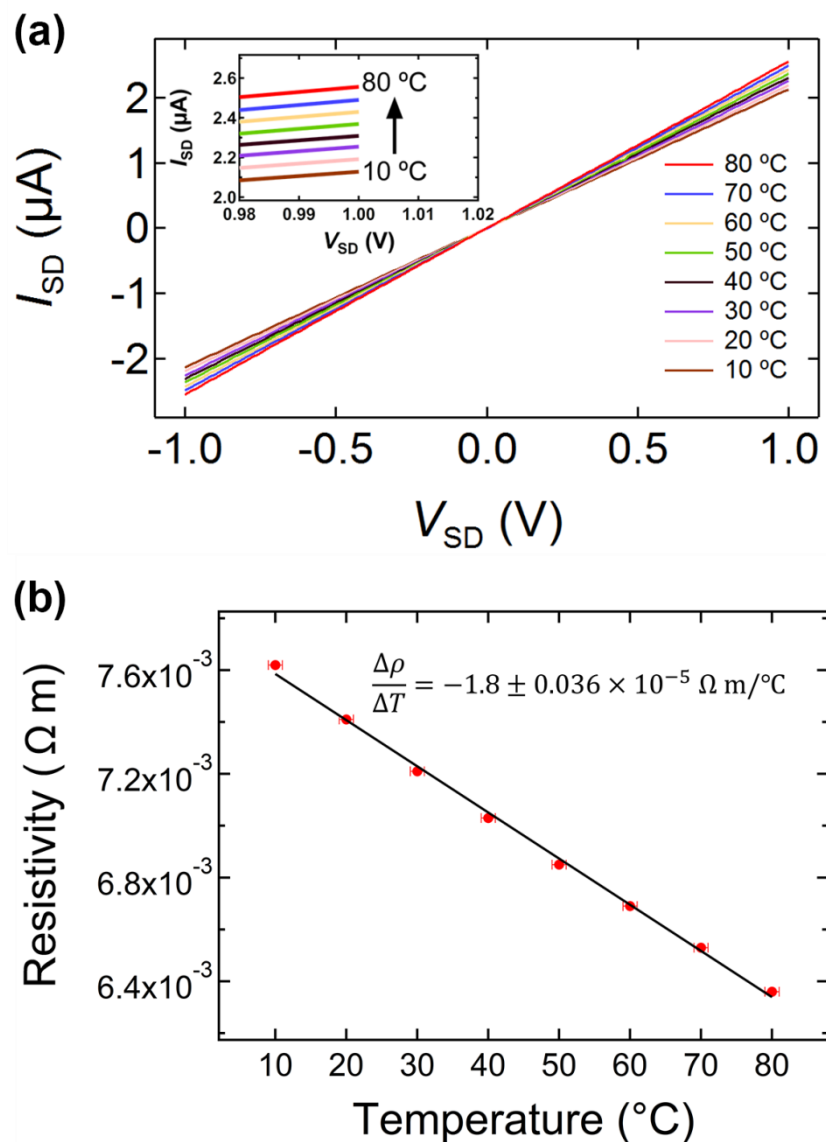 (a)
2
1
0
-1
-2
I_SD (µA)
-1.0 -0.5 0.0 0.5 1.0
V_SD (V)
2.6
2.4
2.2
2.0
I_SD (µA)
80 ºC
10 ºC
0.98 0.99 1.00 1.01 1.02
V_SD (V)
80 ºC
70 ºC
60 ºC
50 ºC
40 ºC
30 ºC
20 ºC
10 ºC
(b)
7.6x10⁻³
7.2x10⁻³
6.8x10⁻³
6.4x10⁻³
Resistivity ( Ω m)
Δρ/ΔT = −1.8 ± 0.036 × 10⁻⁵ Ω m/°C
10 20 30 40 50 60 70 80
Temperature (°C)